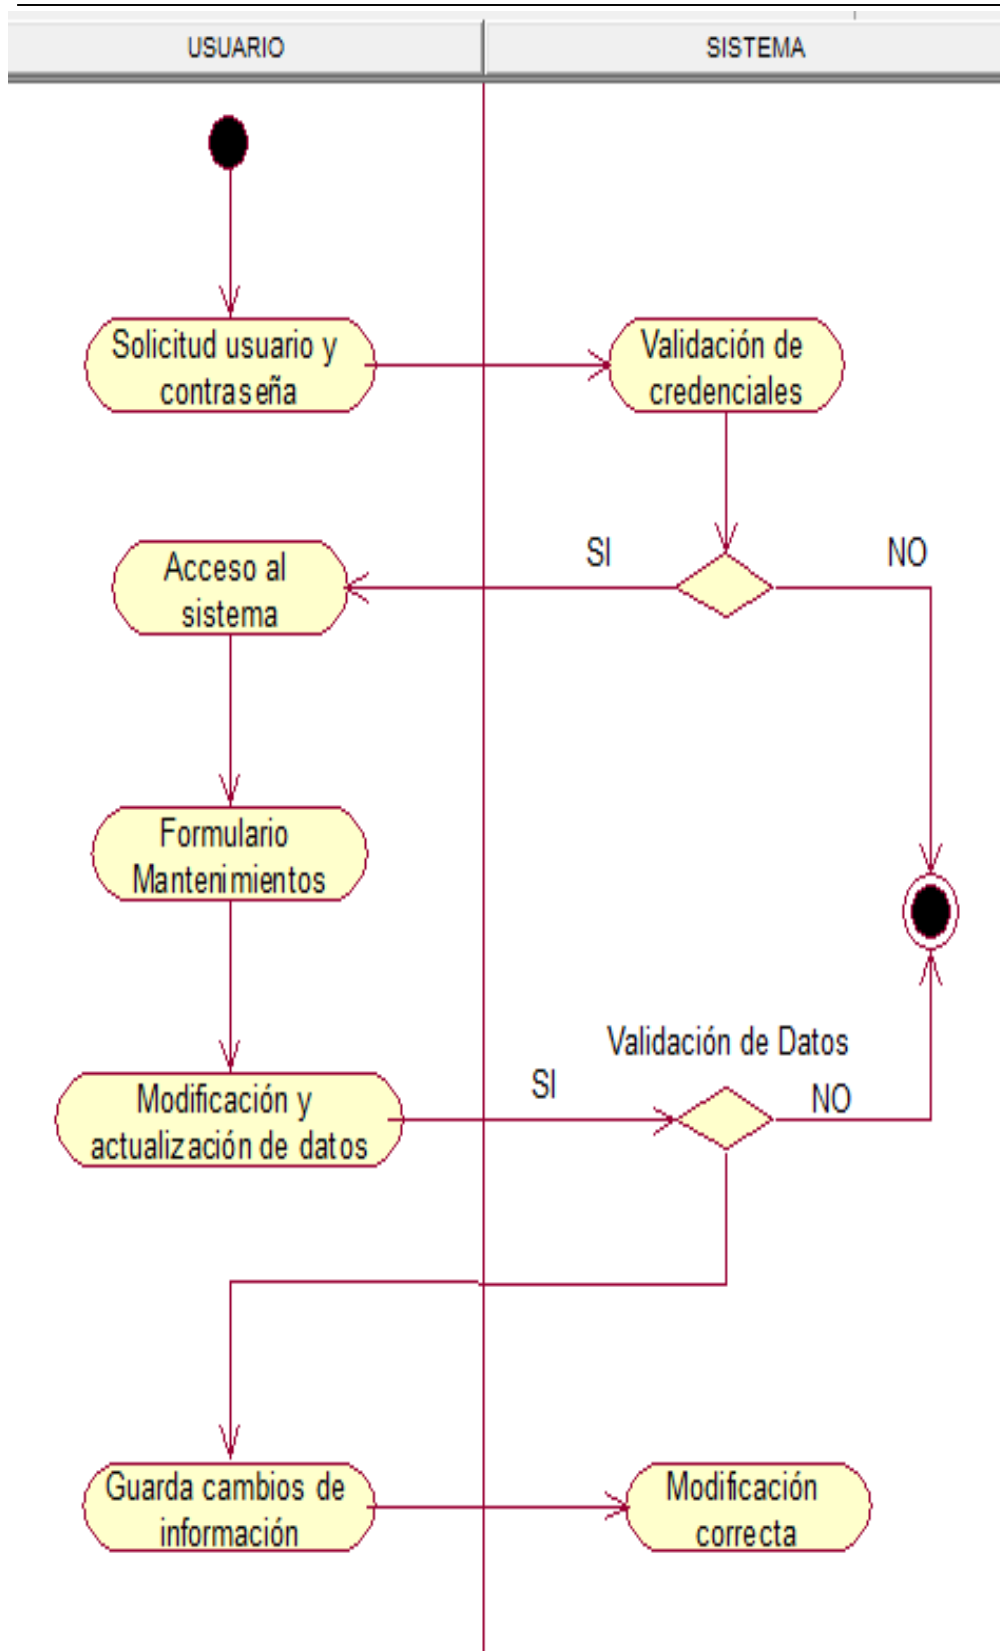 USUARIO
SISTEMA
Solicitud usuario y
contraseña
Validación de
credenciales
SI
NO
Acceso al
sistema
Formulario
Mantenimientos
Validación de Datos
SI
NO
Modificación y
actualización de datos
Guarda cambios de
información
Modificación
correcta